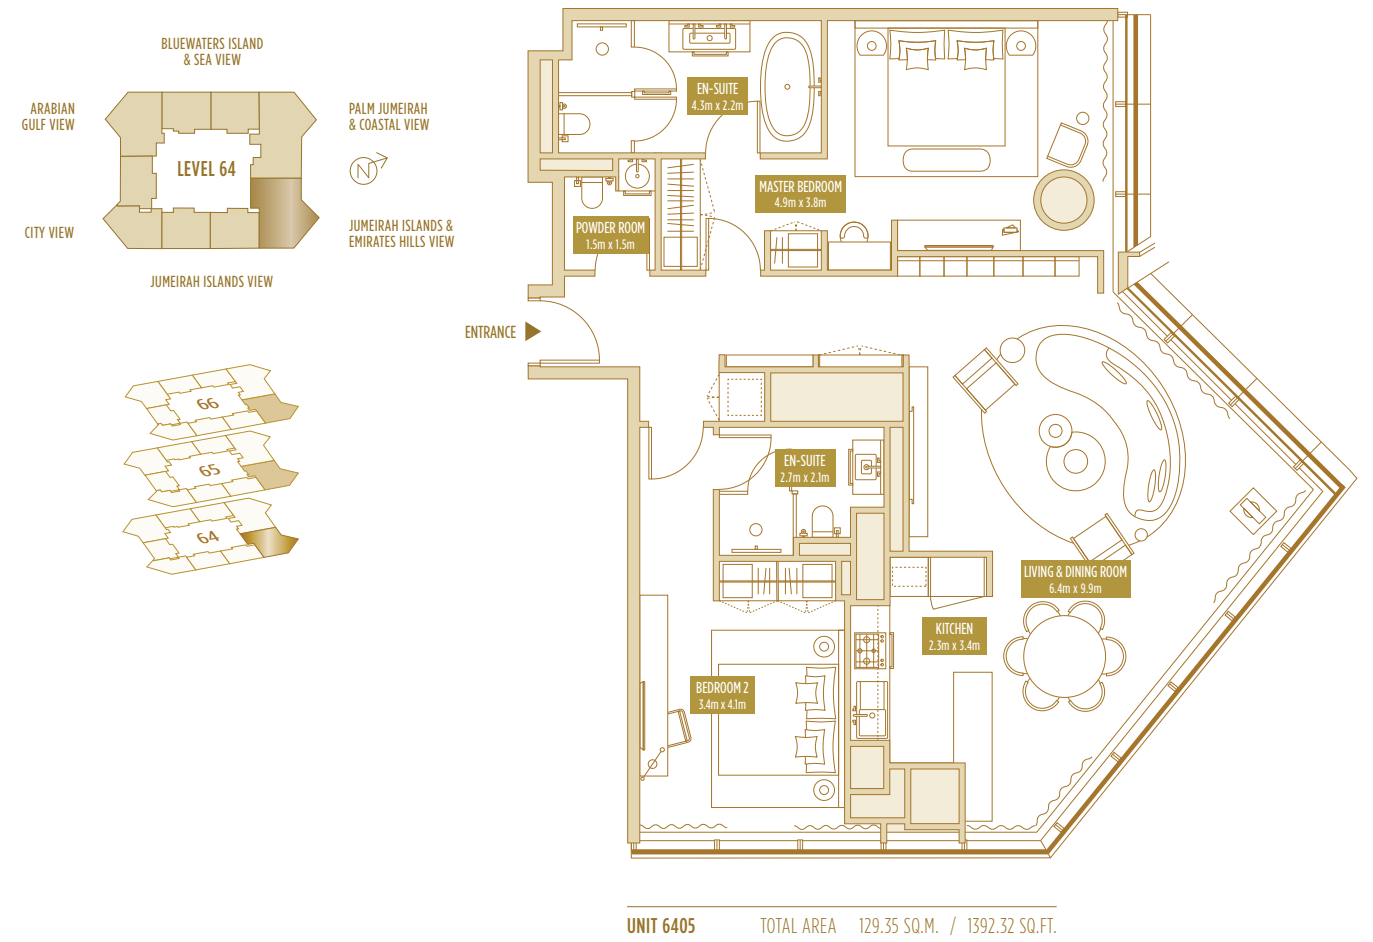 BLUEWATERS ISLAND
& SEA VIEW
ARABIAN
GULF VIEW
PALM JUMEIRAH
& COASTAL VIEW
LEVEL 64
N
CITY VIEW
JUMEIRAH ISLANDS &
EMIRATES HILLS VIEW
JUMEIRAH ISLANDS VIEW
66
65
64
ENTRANCE
EN-SUITE
4.3m x 2.2m
MASTER BEDROOM
4.9m x 3.8m
POWDER ROOM
1.5m x 1.5m
EN-SUITE
2.7m x 2.1m
LIVING & DINING ROOM
6.4m x 9.9m
KITCHEN
2.3m x 3.4m
BEDROOM 2
3.4m x 4.1m
UNIT 6405 TOTAL AREA 129.35 SQ.M. / 1392.32 SQ.FT.